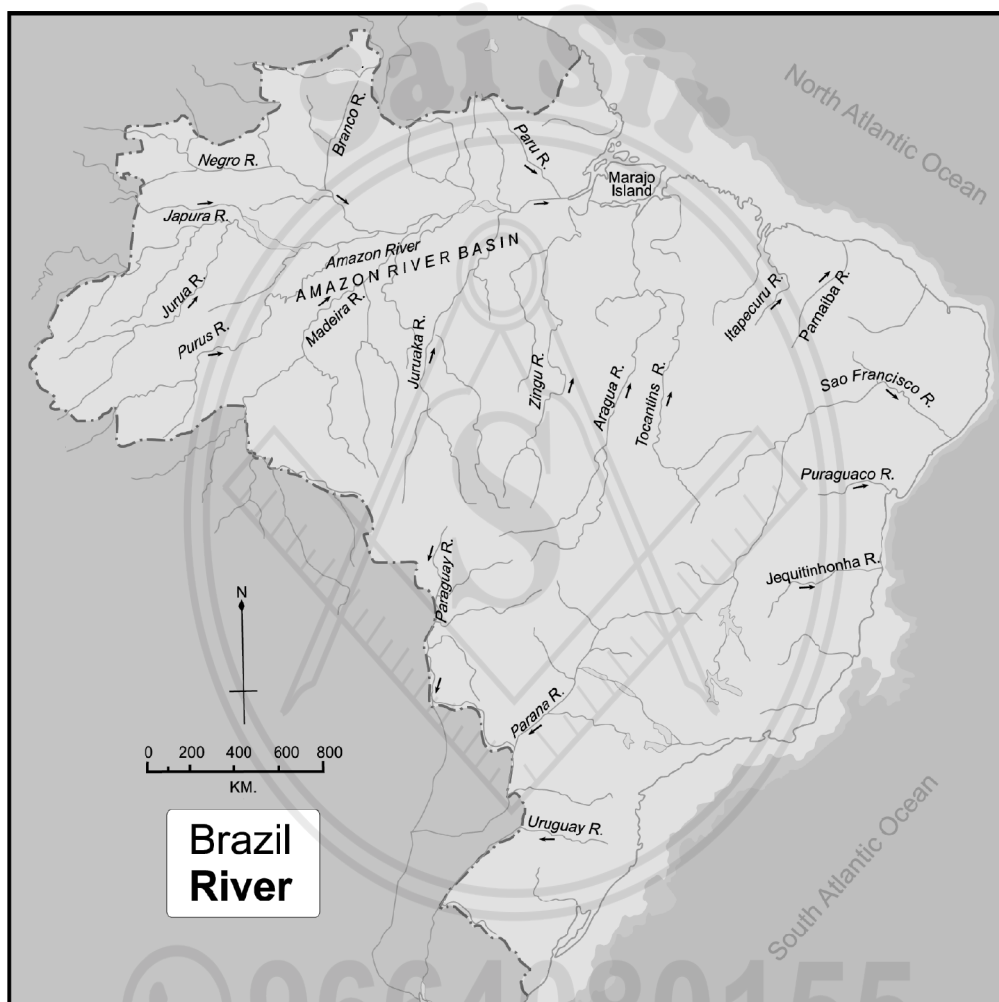 North Atlantic Ocean
Branco R.
Paru R.
Negro R.
Marajo
Island
Japura R.
Amazon River
AMAZON RIVER BASIN
Jurua R.
Madeira R.
Purus R.
Itapecuru R.
Parnaiba R.
Juruaka R.
Zingu R.
Aragua R.
Tocantins R.
Sao Francisco R.
Puraguaco R.
Paraguay R.
Jequitinhonha R.
N
Parana R.
0 200 400 600 800
KM.
Brazil
River
Uruguay R.
South Atlantic Ocean
S